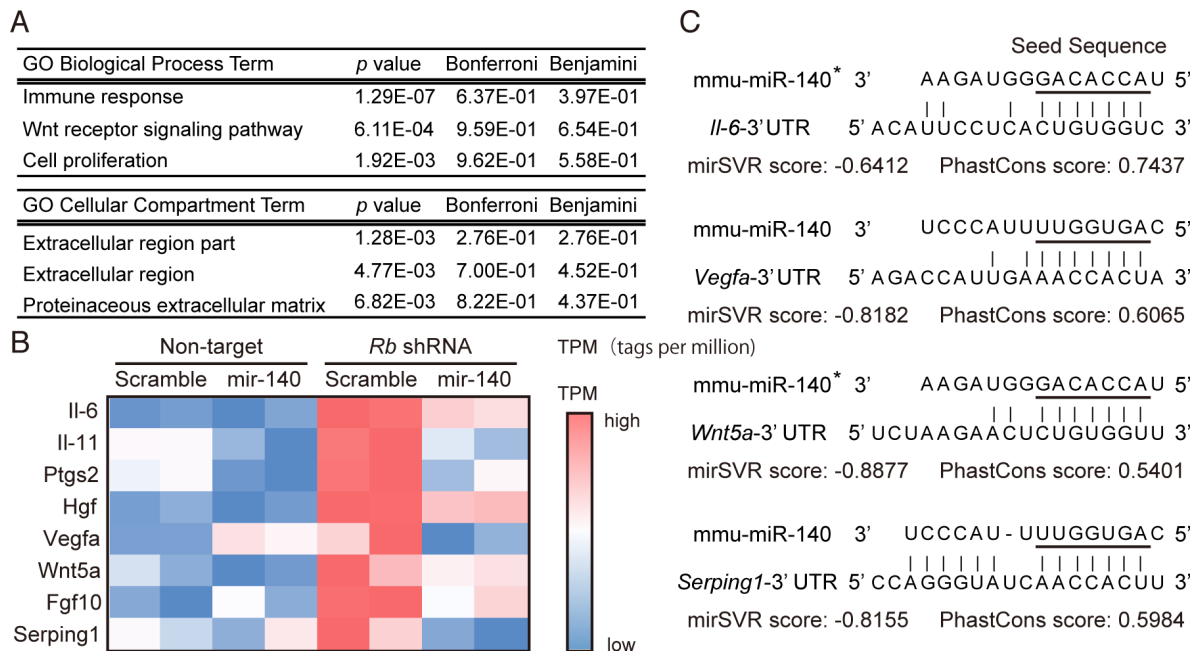 A
GO Biological Process Term p value Bonferroni Benjamini
Immune response 1.29E-07 6.37E-01 3.97E-01
Wnt receptor signaling pathway 6.11E-04 9.59E-01 6.54E-01
Cell proliferation 1.92E-03 9.62E-01 5.58E-01
GO Cellular Compartment Term p value Bonferroni Benjamini
Extracellular region part 1.28E-03 2.76E-01 2.76E-01
Extracellular region 4.77E-03 7.00E-01 4.52E-01
Proteinaceous extracellular matrix 6.82E-03 8.22E-01 4.37E-01
B
Non-target Rb shRNA TPM (tags per million)
Scramble mir-140 Scramble mir-140 TPM
Il-6
Il-11
Ptgs2
Hgf
Vegfa
Wnt5a
Fgf10
Serping1
high
low
C
Seed Sequence
mmu-miR-140* 3' AAGAUGGGACACCAU 5'
Il-6-3' UTR 5' ACAUUCCUCACUGUGGUC 3'
mirSVR score: -0.6412 PhastCons score: 0.7437
mmu-miR-140 3' UCCCAUUUUGGUGAC 5'
Vegfa-3' UTR 5' AGACCAUUGAAACCACUA 3'
mirSVR score: -0.8182 PhastCons score: 0.6065
mmu-miR-140* 3' AAGAUGGGACACCAU 5'
Wnt5a-3' UTR 5' UCUAAGAACUCUGUGGUU 3'
mirSVR score: -0.8877 PhastCons score: 0.5401
mmu-miR-140 3' UCCCAU-UUUGGUGAC 5'
Serping1-3' UTR 5' CCAGGGUAUCAACCACUU 3'
mirSVR score: -0.8155 PhastCons score: 0.5984